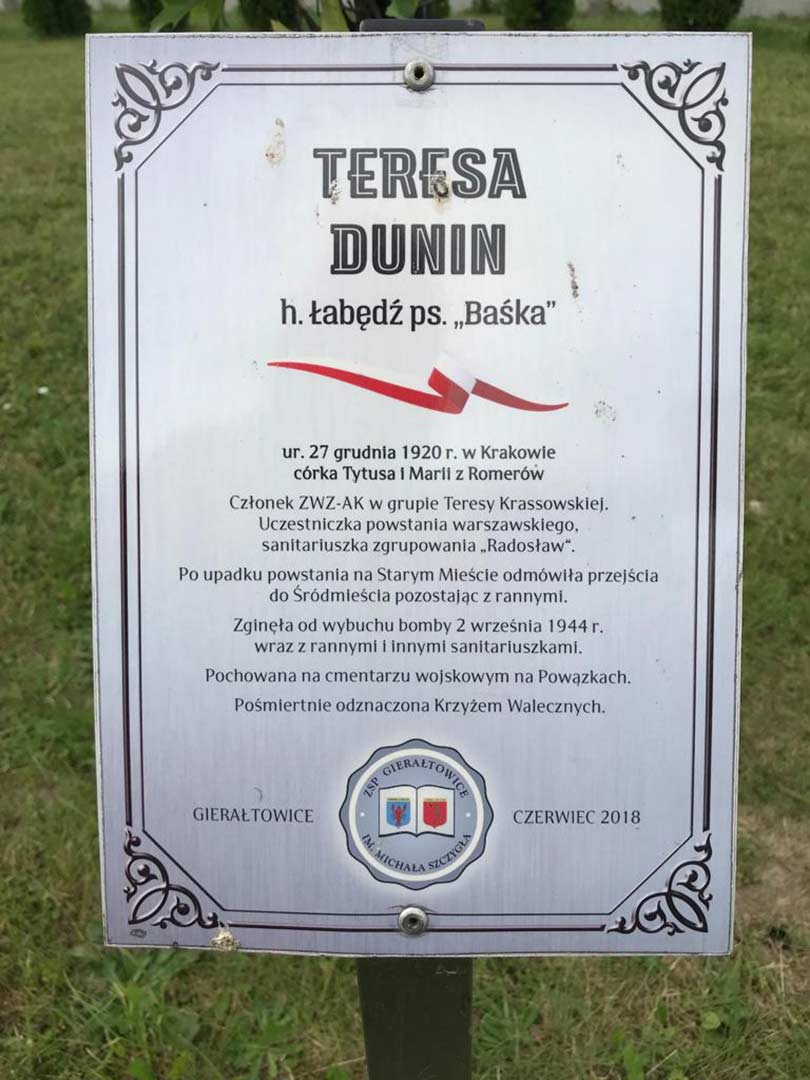 TERESA
DUNIN
h. Łabędź ps. „Baśka”
ur. 27 grudnia 1920 r. w Krakowie
córka Tytusa i Marii z Romerów
Członek ZWZ-AK w grupie Teresy Krassowskiej.
Uczestniczka powstania warszawskiego,
sanitariuszka zgrupowania „Radosław“.
Po upadku powstania na Starym Mieście odmówiła przejścia
do Śródmieścia pozostając z rannymi.
Zginęła od wybuchu bomby 2 września 1944 r.
wraz z rannymi i innymi sanitariuszkami.
Pochowana na cmentarzu wojskowym na Powązkach.
Pośmiertnie odznaczona Krzyżem Walecznych.
GIERAŁTOWICE
ZSP GIERAŁTOWICE
IM. MICHAŁA SZCZYGŁA
CZERWIEC 2018